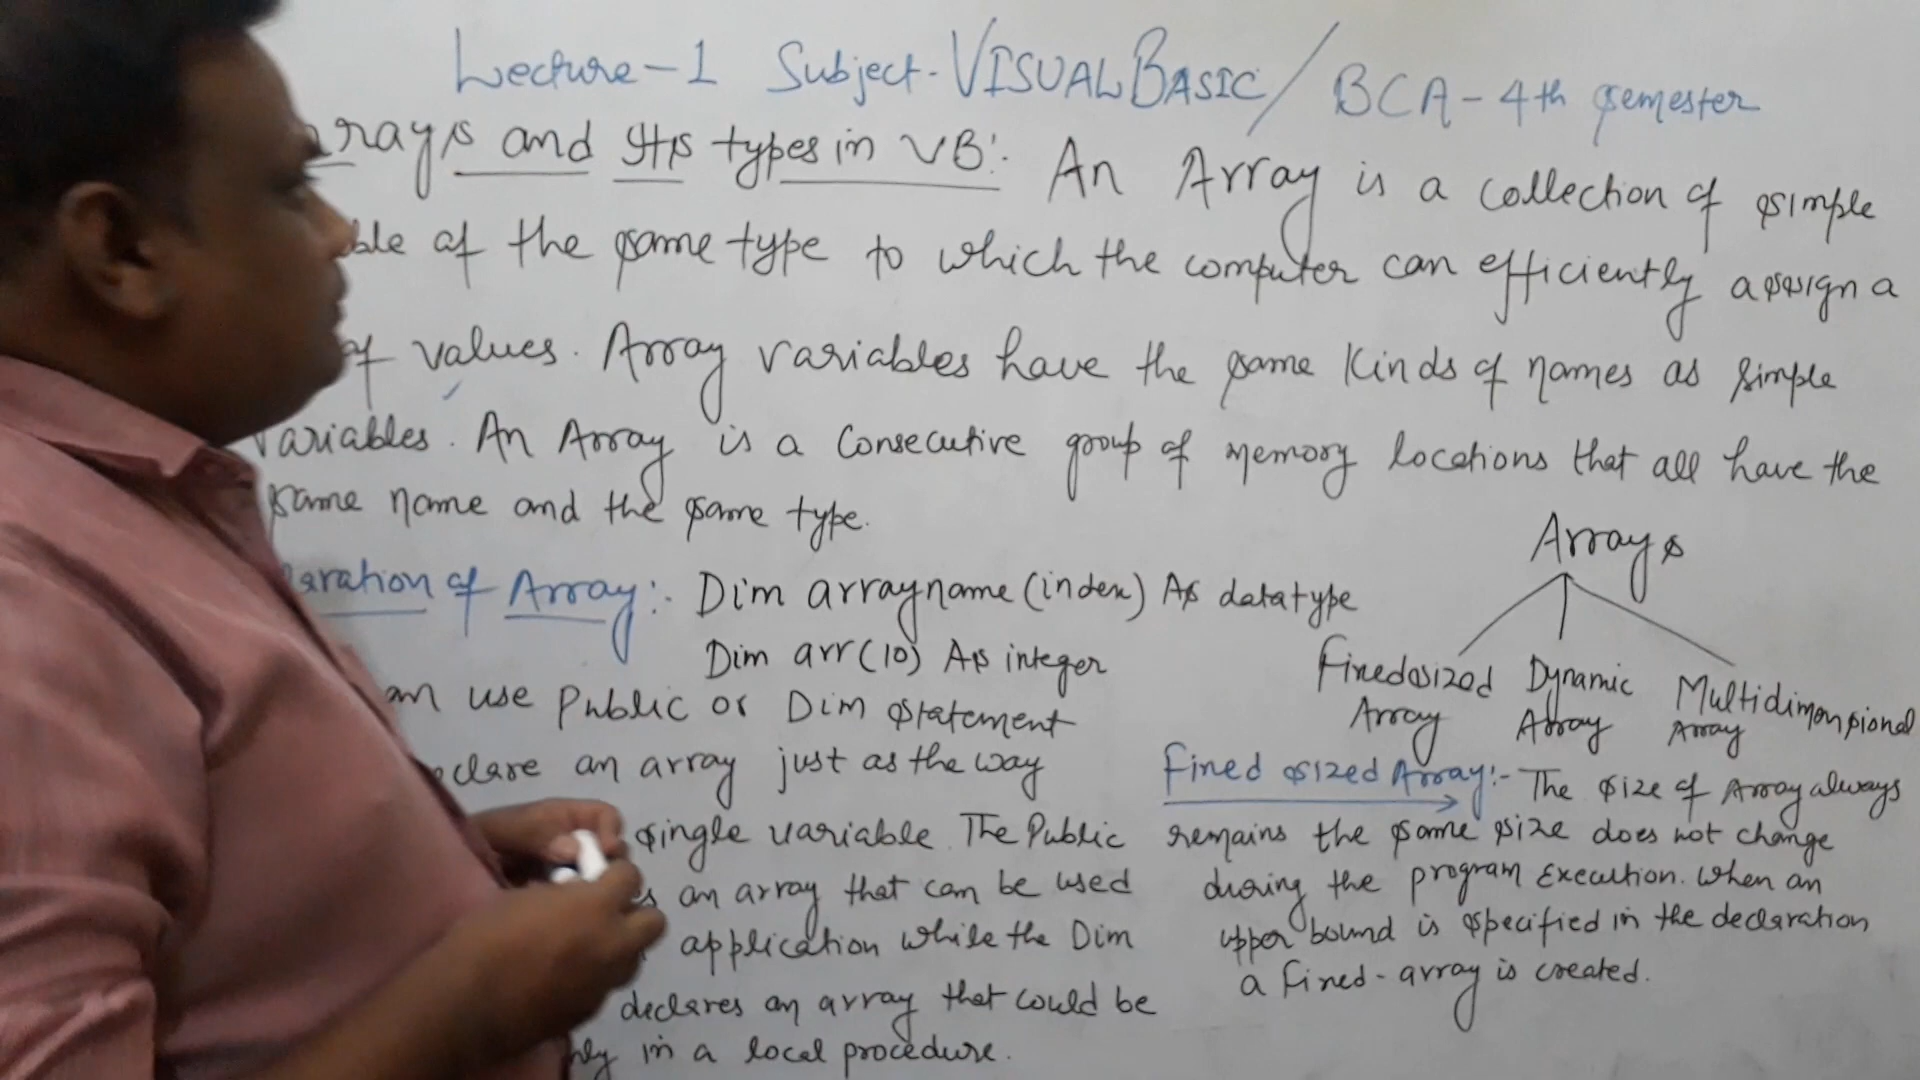 Lecture-1 Subject-VISUAL BASIC/BCA-4th semester
rrays and Its types in VB:- An Array is a collection of simple
ble of the same type to which the computer can efficiently assign a
of values. Array variables have the same kinds of names as simple
variables. An Array is a consecutive group of memory locations that all have the
same name and the same type.
Arrays
Fixed sized Array
Dynamic Array
Multidimensional Array
laration of Array:- Dim arrayname (index) As datatype
Dim arr(10) As integer
an use Public or Dim statement
eclare an array just as the way
single variable. The Public
s an array that can be used
application while the Dim
declares an array that could be
nly in a local procedure.
Fixed sized Array:- The size of Array always
remains the same size does not change
during the program Execution. When an
upper bound is specified in the declaration
a fixed-array is created.